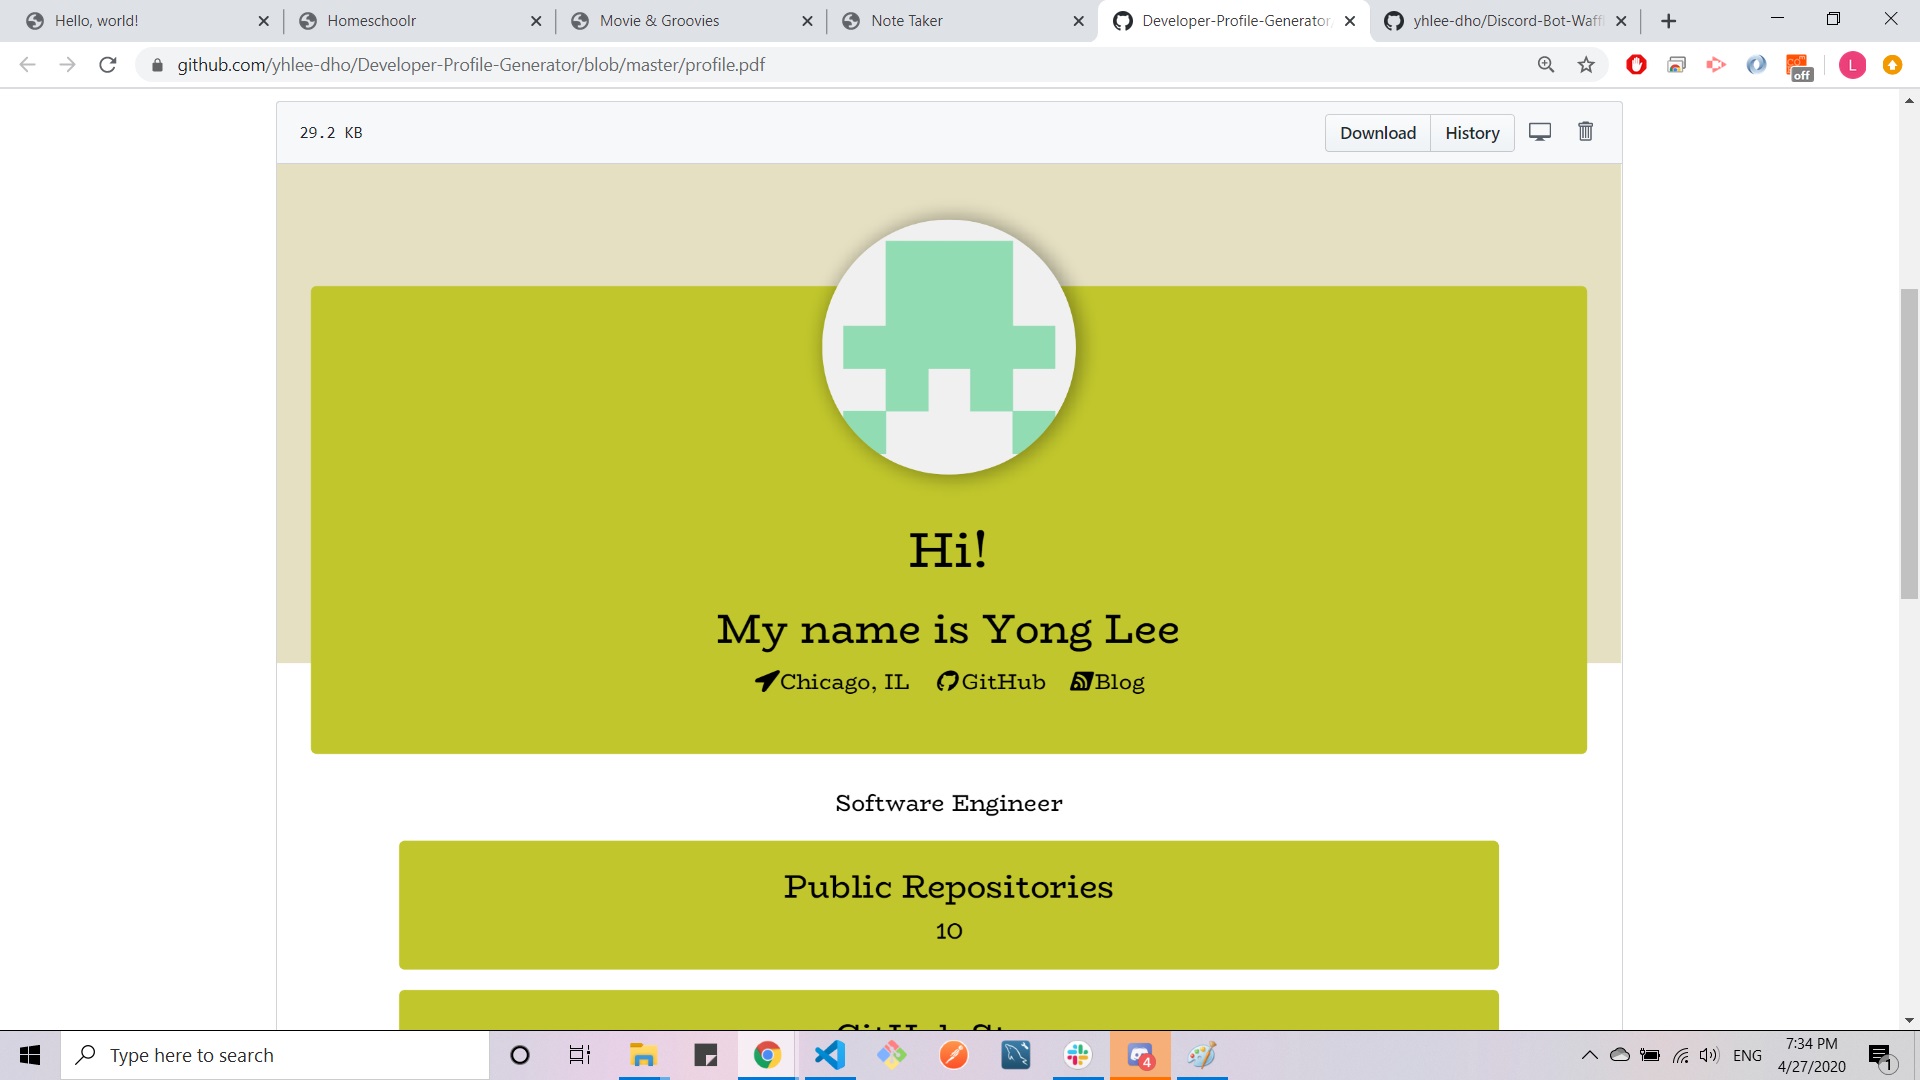 Hello, world!
Homeschoolr
Movie & Groovies
Note Taker
Developer-Profile-Generator
yhlee-dho/Discord-Bot-Waff
github.com/yhlee-dho/Developer-Profile-Generator/blob/master/profile.pdf
off
L
29.2 KB
Download
History
Hi!
My name is Yong Lee
Chicago, IL GitHub Blog
Software Engineer
Public Repositories
10
Type here to search
4
ENG
7:34 PM
4/27/2020
1